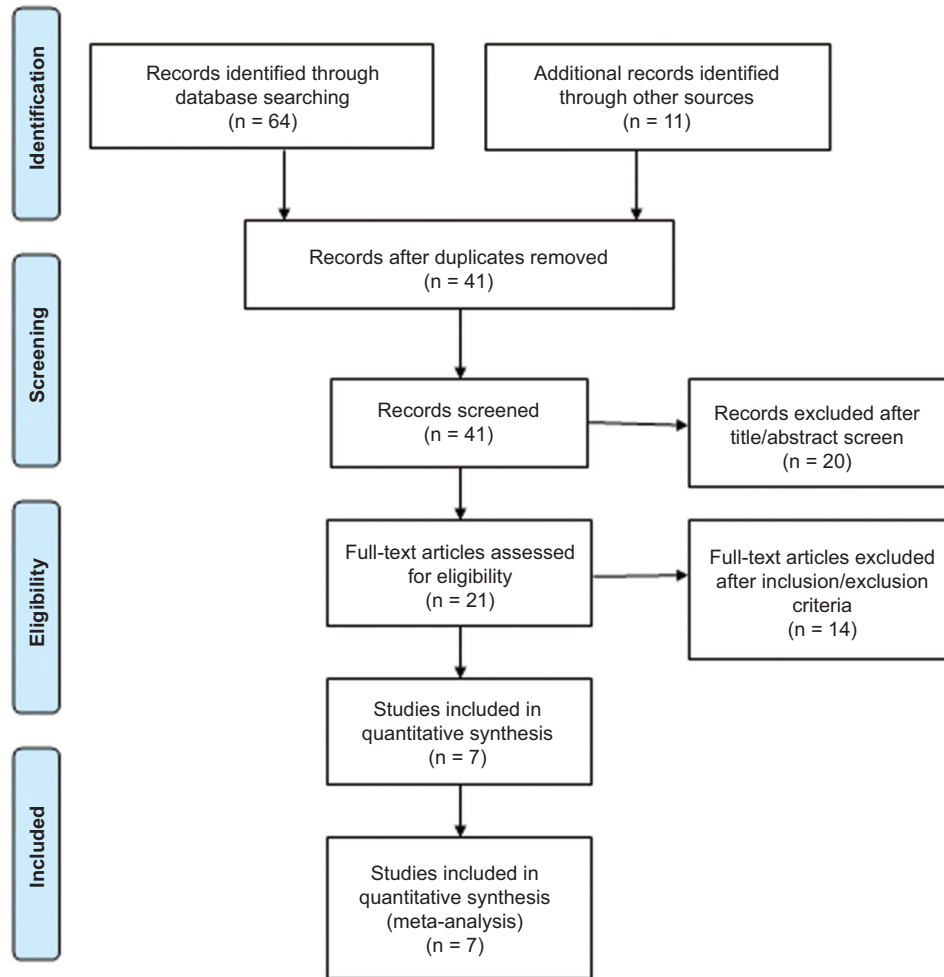 Identification
Records identified through
database searching
(n = 64)
Additional records identified
through other sources
(n = 11)
Records after duplicates removed
(n = 41)
Screening
Records screened
(n = 41)
Records excluded after
title/abstract screen
(n = 20)
Eligibility
Full-text articles assessed
for eligibility
(n = 21)
Full-text articles excluded
after inclusion/exclusion
criteria
(n = 14)
Studies included in
quantitative synthesis
(n = 7)
Included
Studies included in
quantitative synthesis
(meta-analysis)
(n = 7)